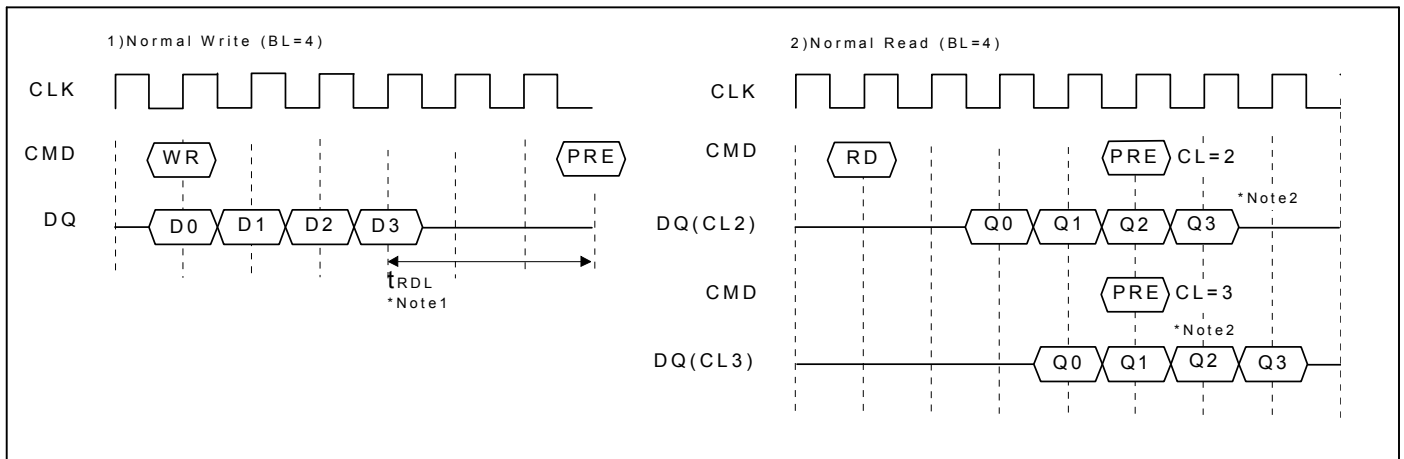 1)Normal Write (BL=4)
CLK
CMD WR PRE
DQ D0 D1 D2 D3
tRDL
*Note1
2)Normal Read (BL=4)
CLK
CMD RD PRE CL=2
*Note2
DQ(CL2) Q0 Q1 Q2 Q3
CMD PRE CL=3
*Note2
DQ(CL3) Q0 Q1 Q2 Q3